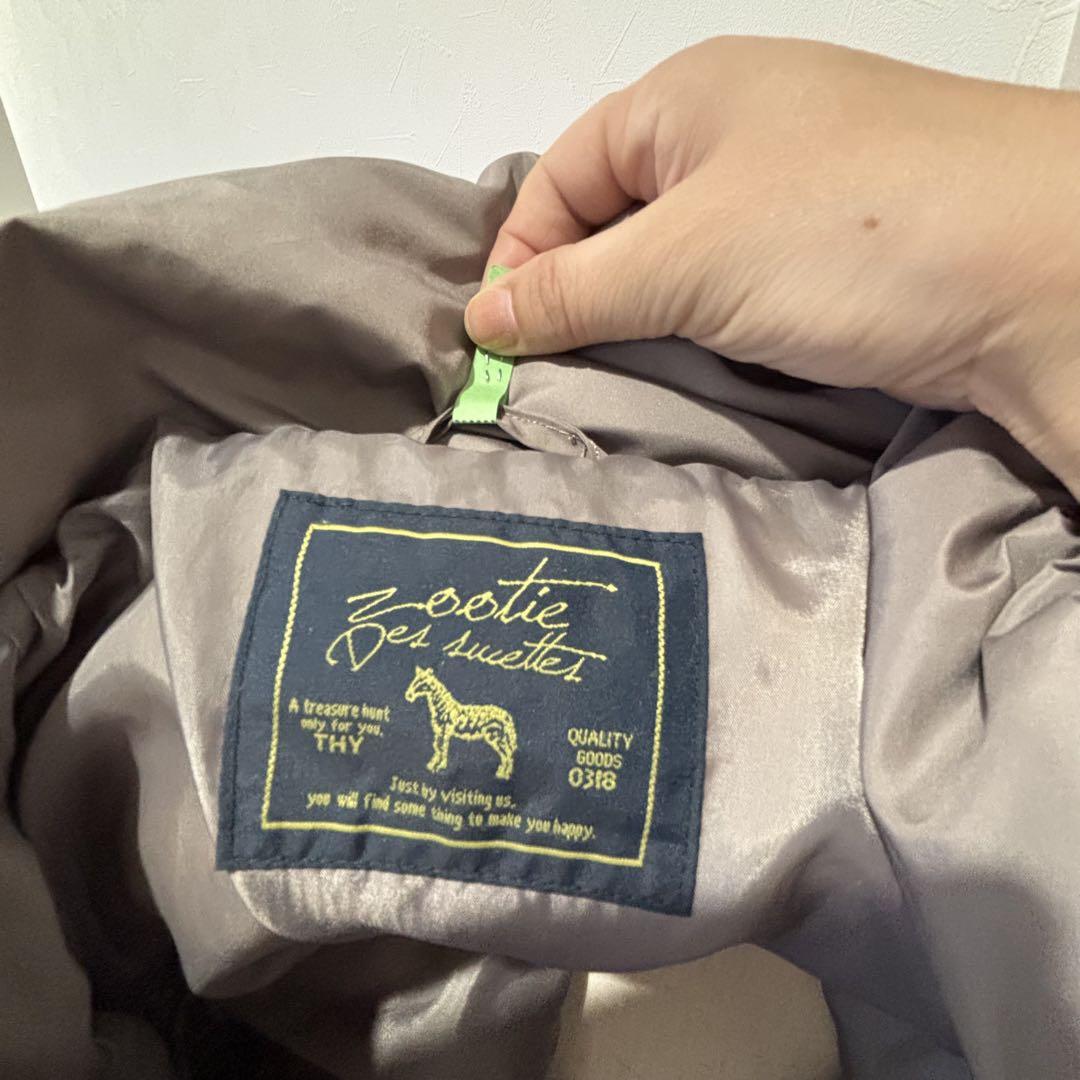 Zootie
Des sucettes
A treasure hunt
only for you.
THY
QUALITY
GOODS
0318
Just by visiting us,
you will find some thing to make you happy.